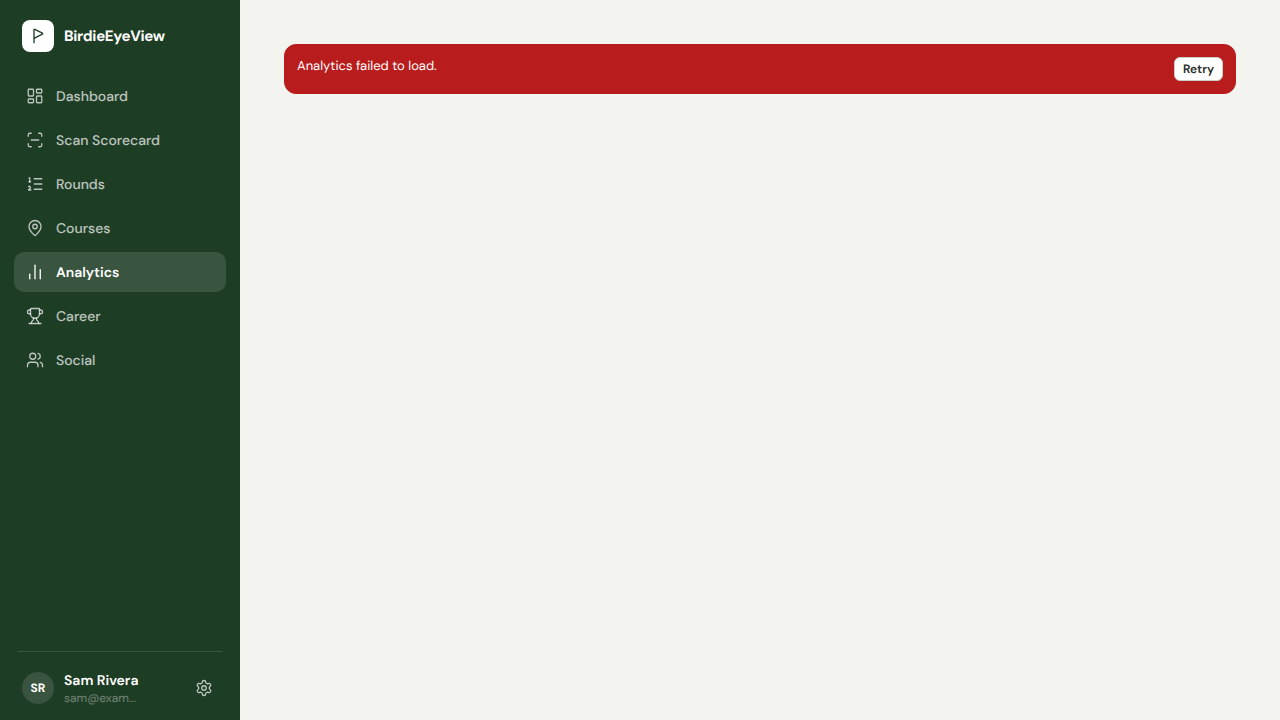 BirdieEyeView
Dashboard
Scan Scorecard
Rounds
Courses
Analytics
Career
Social
SR
Sam Rivera
sam@exam...
Analytics failed to load.
Retry